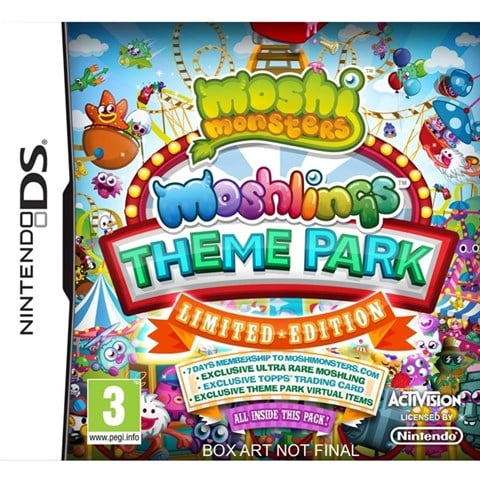 NINTENDO DS
moshi™
monsters
moshlings™
THEME PARK
LIMITED★EDITION
• 7 DAYS MEMBERSHIP TO MOSHIMONSTERS.COM
• EXCLUSIVE ULTRA RARE MOSHLING
• EXCLUSIVE TOPPS® TRADING CARD
• EXCLUSIVE THEME PARK VIRTUAL ITEMS
ALL INSIDE THIS PACK!
3
www.pegi.info
ACTIVISION
LICENSED BY
Nintendo
BOX ART NOT FINAL